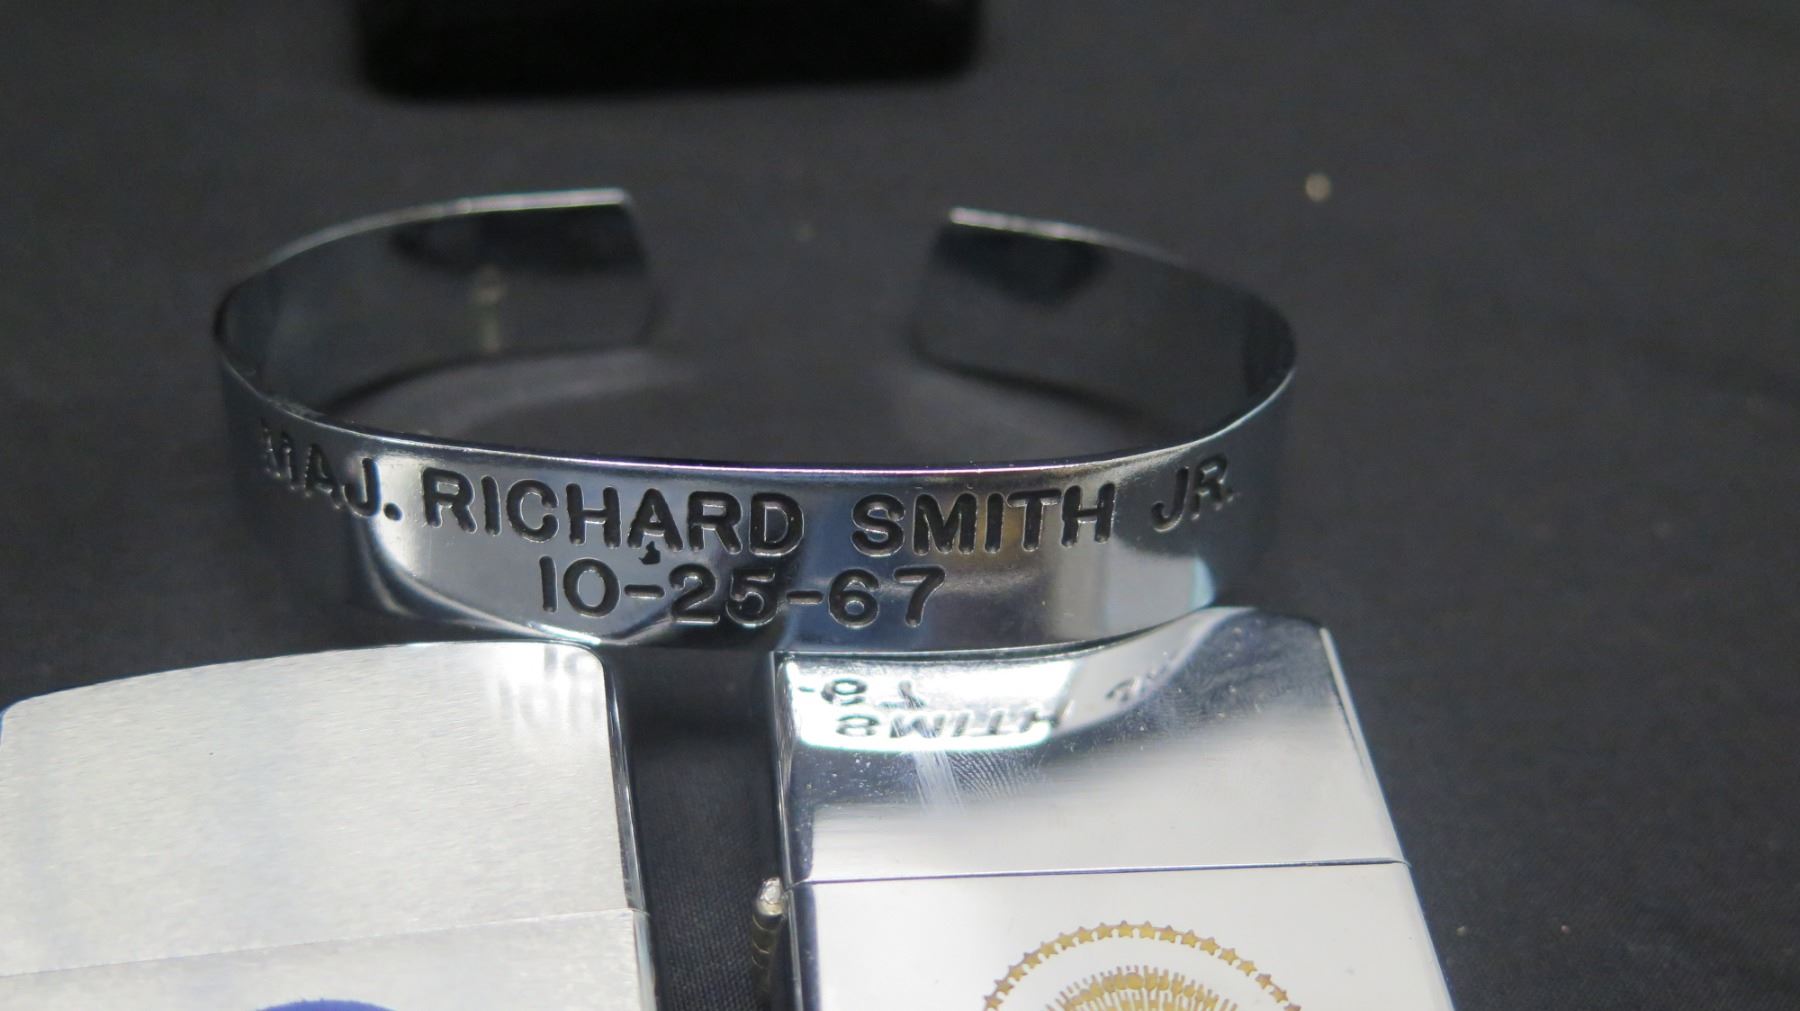 MAJ. RICHARD SMITH JR.
10-25-67